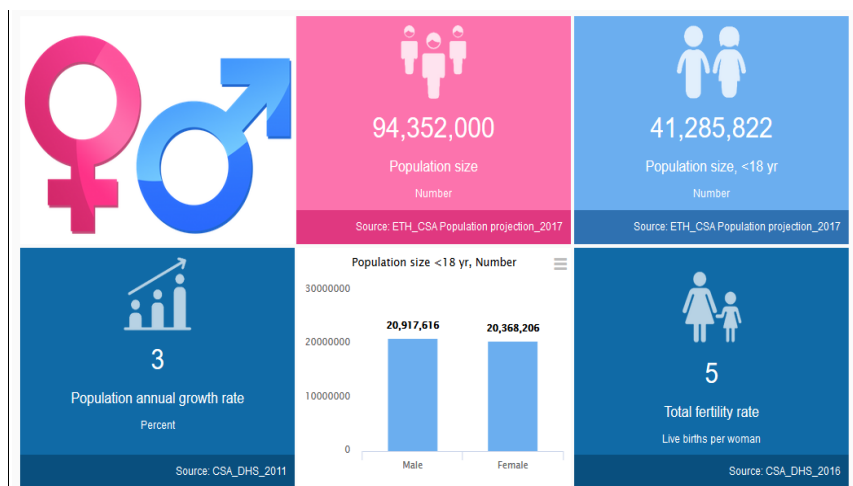 94,352,000
Population size
Number
Source: ETH_CSA Population projection_2017
41,285,822
Population size, <18 yr
Number
Source: ETH_CSA Population projection_2017
3
Population annual growth rate
Percent
Source: CSA_DHS_2011
Population size <18 yr, Number
30000000
20,917,616
20,368,206
20000000
10000000
0
Male
Female
5
Total fertility rate
Live births per woman
Source: CSA_DHS_2016